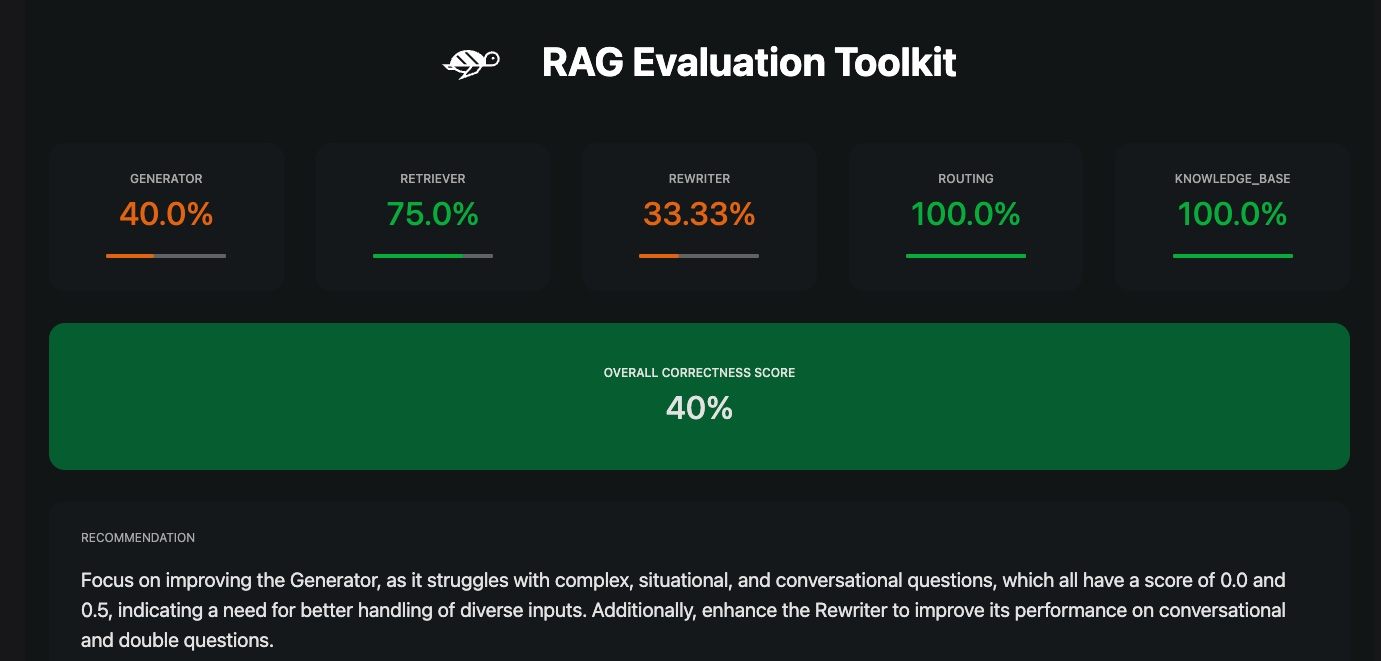 RAG Evaluation Toolkit
GENERATOR
40.0%
RETRIEVER
75.0%
REWRITER
33.33%
ROUTING
100.0%
KNOWLEDGE_BASE
100.0%
OVERALL CORRECTNESS SCORE
40%
RECOMMENDATION
Focus on improving the Generator, as it struggles with complex, situational, and conversational questions, which all have a score of 0.0 and
0.5, indicating a need for better handling of diverse inputs. Additionally, enhance the Rewriter to improve its performance on conversational
and double questions.